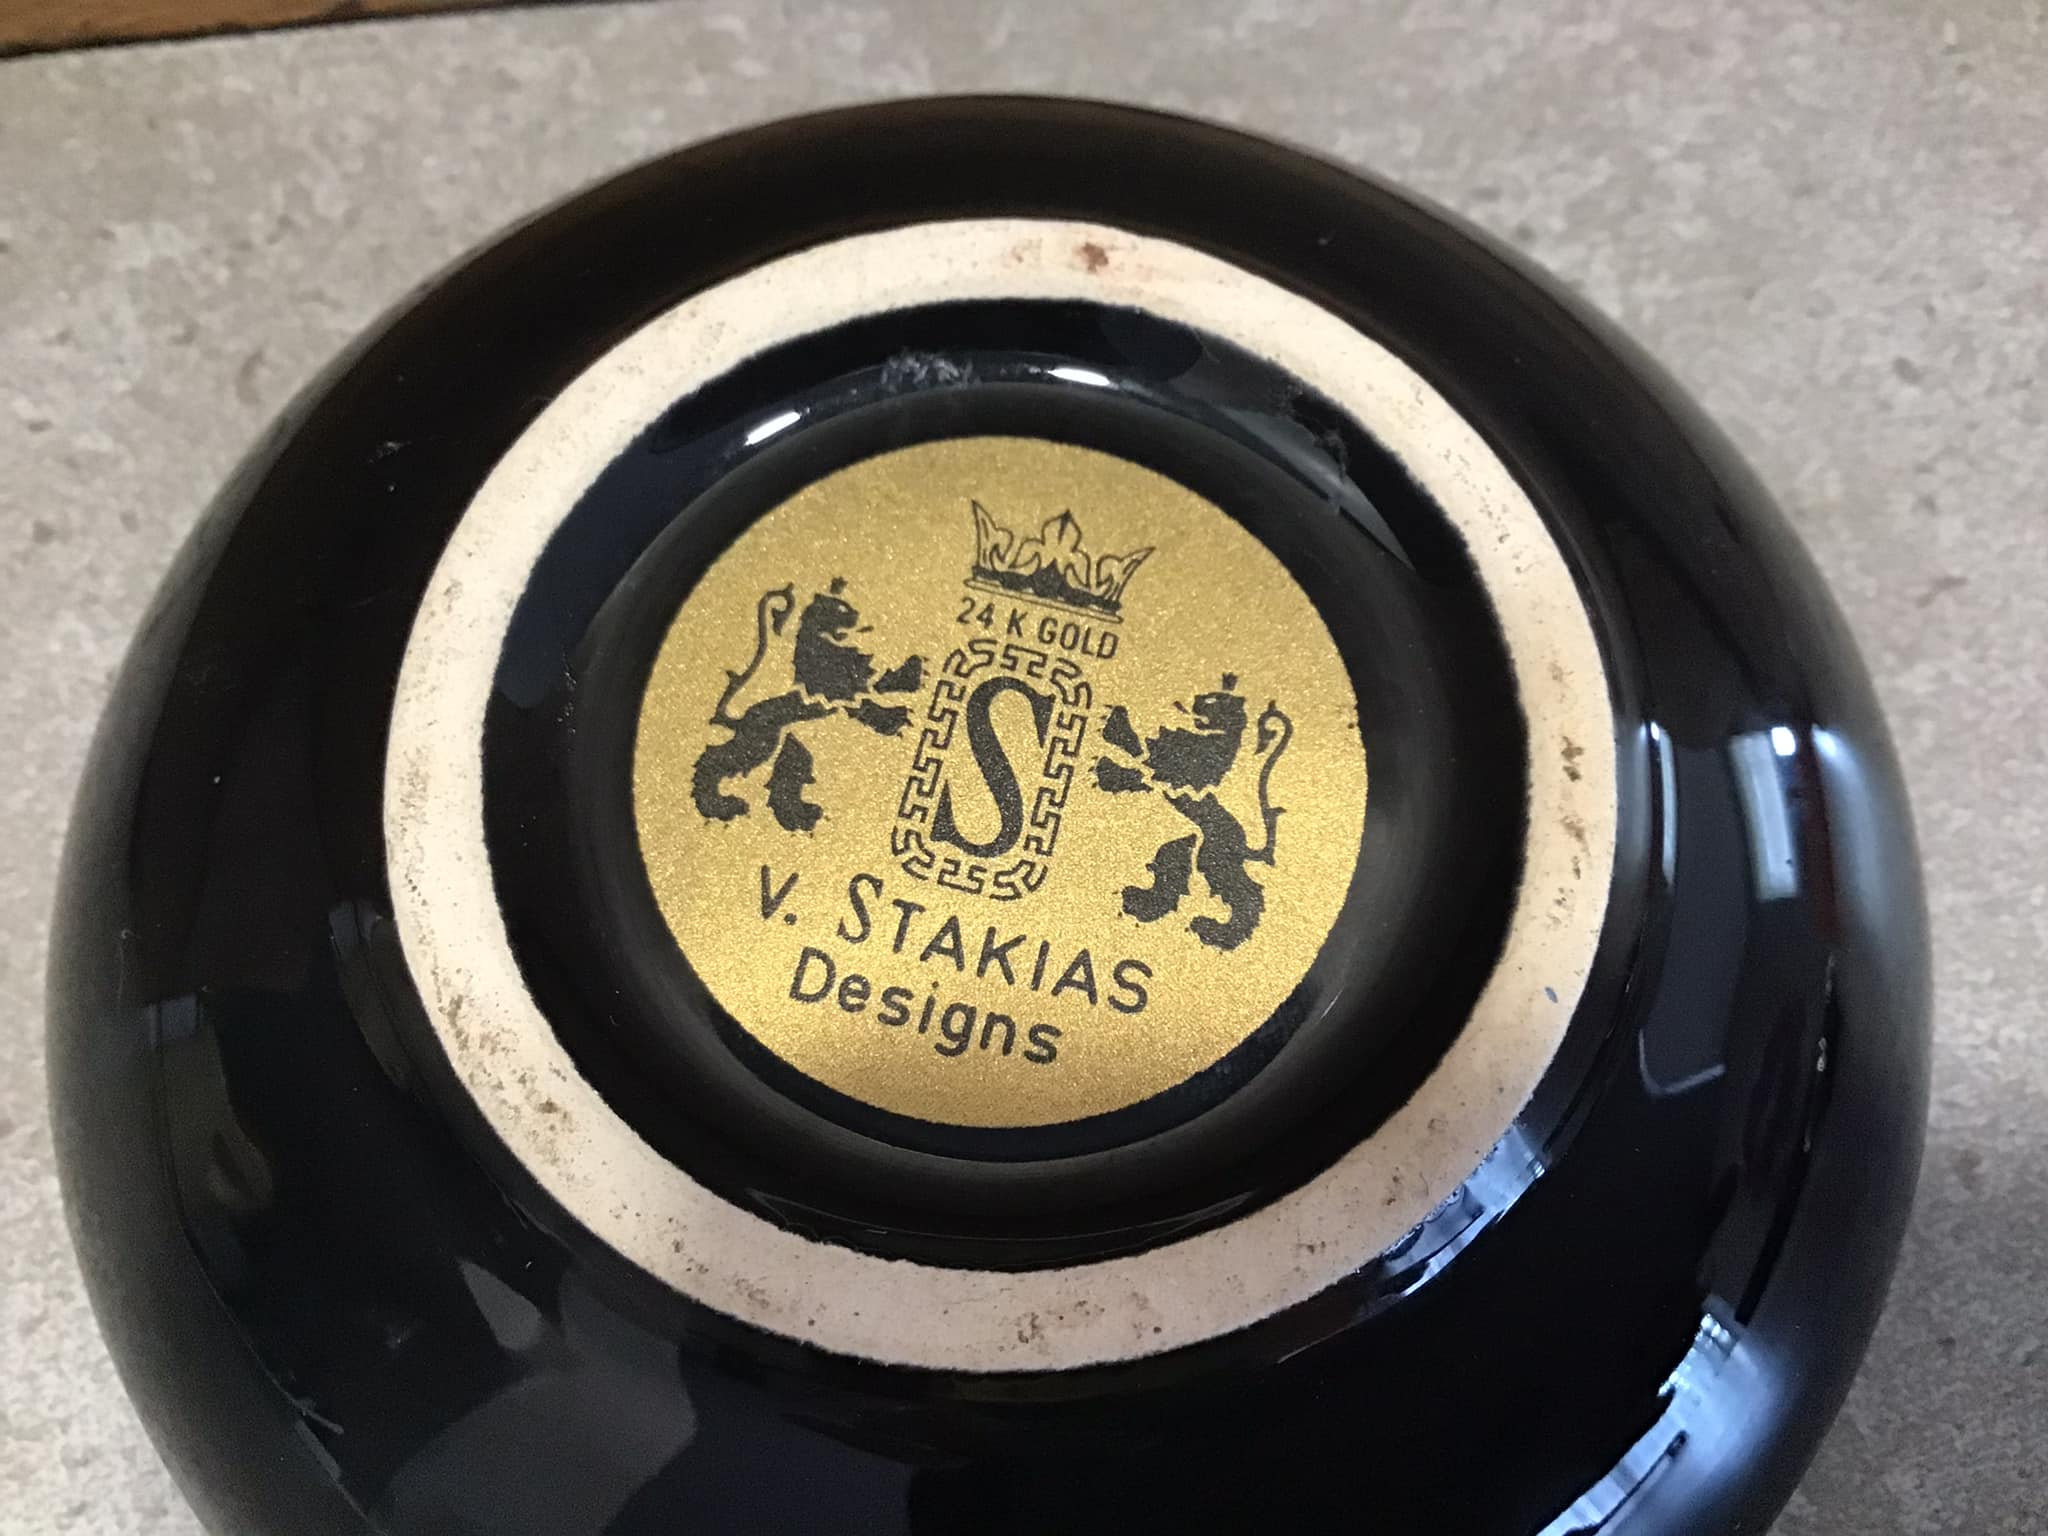 24 K GOLD
S
V. STAKIAS
Designs